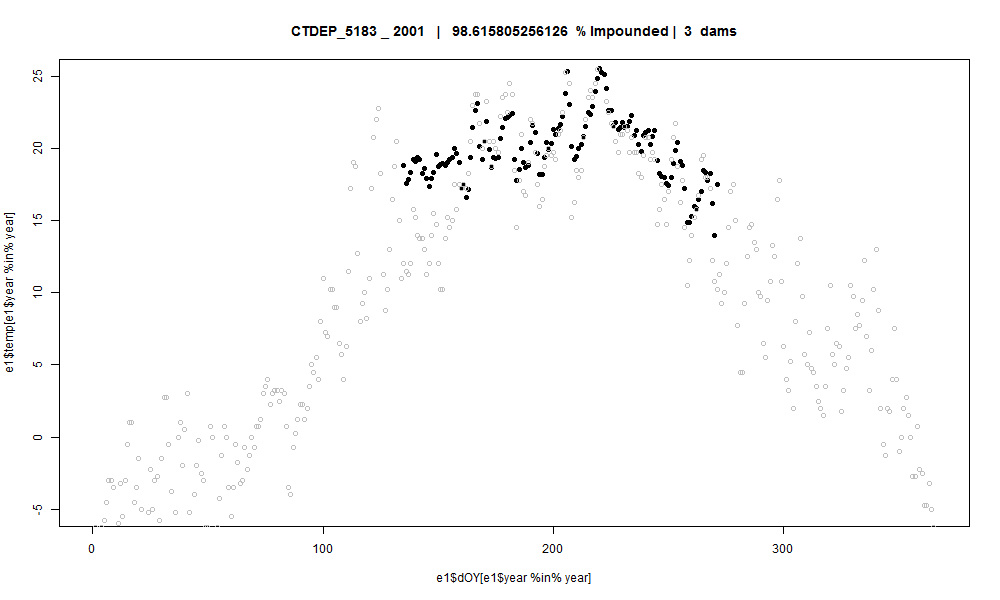 CTDEP_5183 _ 2001 | 98.615805256126 % Impounded | 3 dams
25
20
15
10
5
0
-5
e1$temp[e1$year %in% year]
0 100 200 300
e1$dOY[e1$year %in% year]